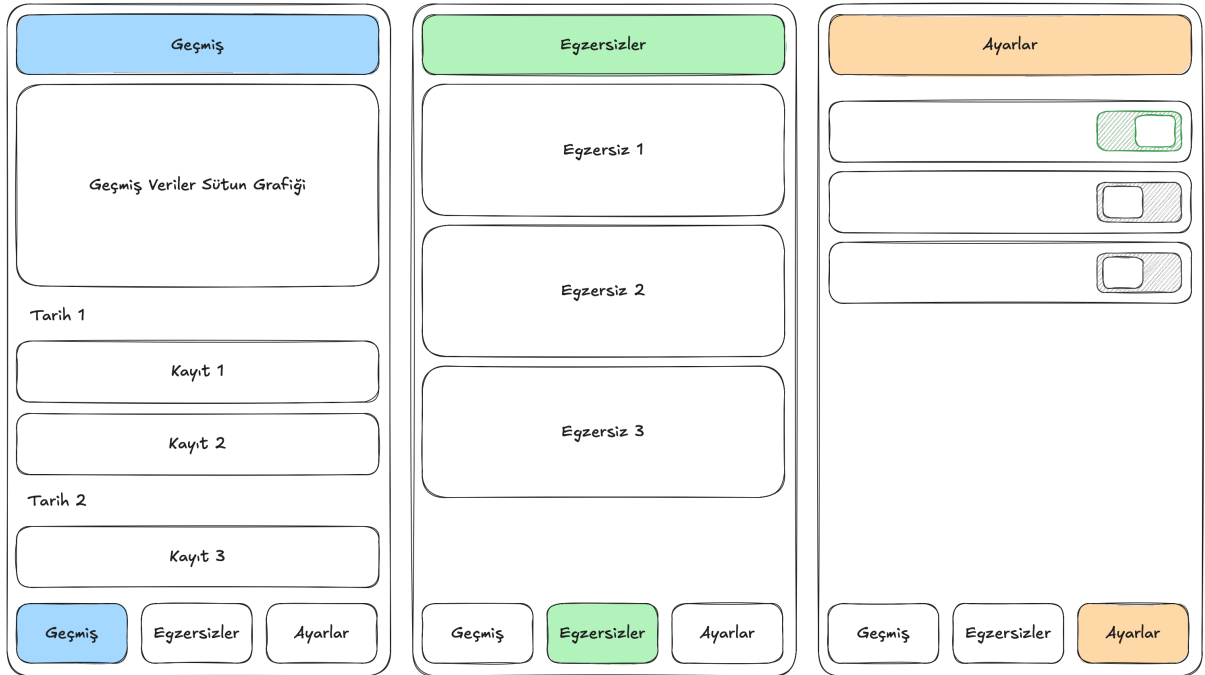 Geçmiş
Geçmiş Veriler Sütun Grafiği
Tarih 1
Kayıt 1
Kayıt 2
Tarih 2
Kayıt 3
Geçmiş
Egzersizler
Ayarlar
Egzersizler
Egzersiz 1
Egzersiz 2
Egzersiz 3
Geçmiş
Egzersizler
Ayarlar
Ayarlar
Geçmiş
Egzersizler
Ayarlar